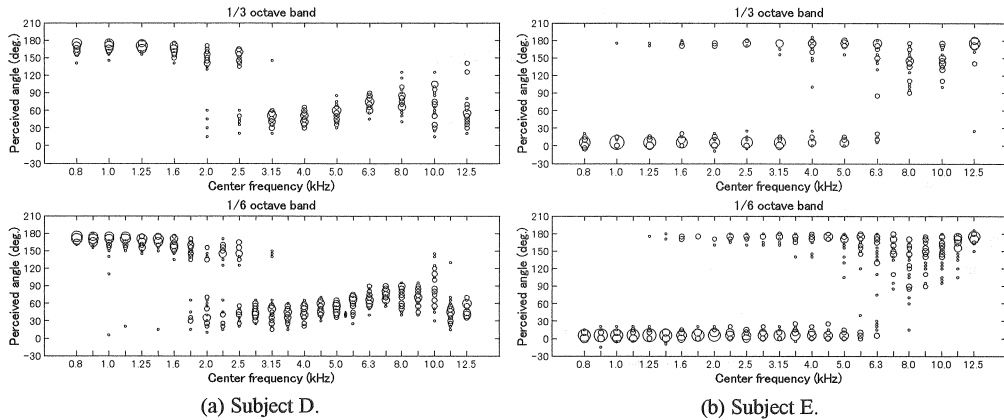 1/3 octave band
Perceived angle (deg.)
210
180
150
120
90
60
30
0
-30
0.8 1.0 1.25 1.6 2.0 2.5 3.15 4.0 5.0 6.3 8.0 10.0 12.5
Center frequency (kHz)
1/6 octave band
Perceived angle (deg.)
210
180
150
120
90
60
30
0
-30
0.8 1.0 1.25 1.6 2.0 2.5 3.15 4.0 5.0 6.3 8.0 10.0 12.5
Center frequency (kHz)
(a) Subject D.
1/3 octave band
Perceived angle (deg.)
210
180
150
120
90
60
30
0
-30
0.8 1.0 1.25 1.6 2.0 2.5 3.15 4.0 5.0 6.3 8.0 10.0 12.15
Center frequency (kHz)
1/6 octave band
Perceived angle (deg.)
210
180
150
120
90
60
30
0
-30
0.8 1.0 1.25 1.6 2.0 2.5 3.15 4.0 5.0 6.3 8.0 10.0 12.5
Center frequency (kHz)
(b) Subject E.